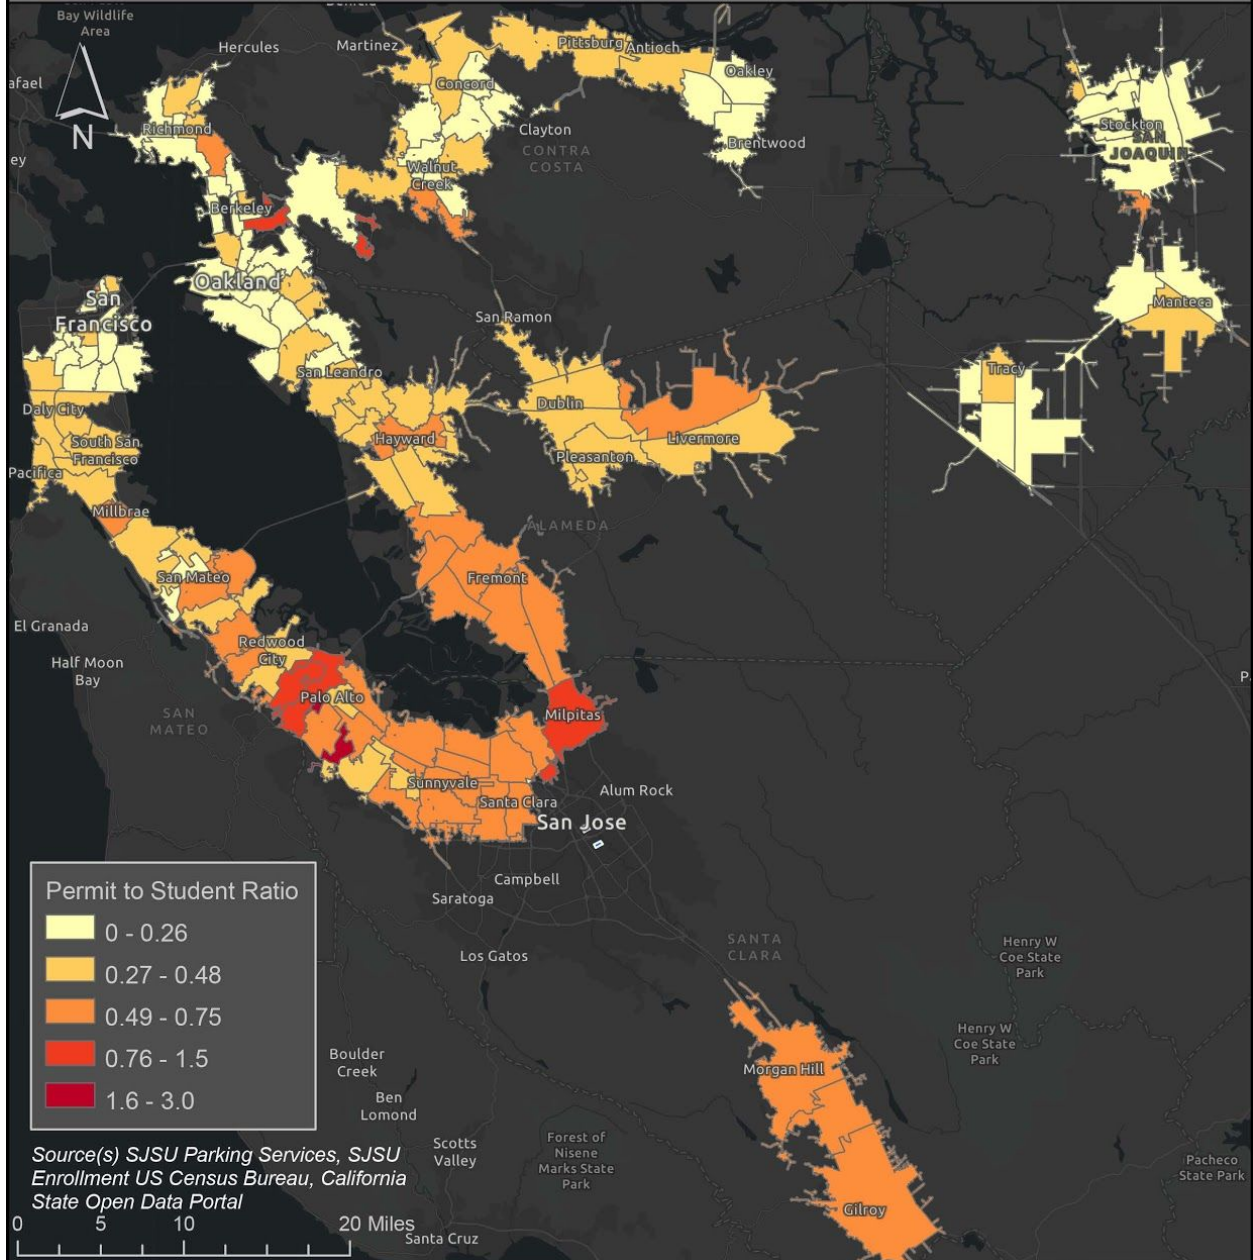 Bay Wildlife
Area
Hercules
Martinez
Pittsburg
Antioch
Concord
Oakley
Richmond
Clayton
CONTRA
COSTA
Brentwood
Stockton
SAN
JOAQUIN
Walnut
Creek
Berkeley
Oakland
San
Francisco
Manteca
San Ramon
San Leandro
Tracy
Daly City
Dublin
South San
Francisco
Hayward
Livermore
Pacifica
Pleasanton
Millbrae
ALAMEDA
San Mateo
Fremont
El Granada
Redwood
City
Half Moon
Bay
Palo Alto
SAN
MATEO
Milpitas
Sunnyvale
Santa Clara
Alum Rock
San Jose
Campbell
Saratoga
Los Gatos
SANTA
CLARA
Henry W
Coe State
Park
Henry W
Coe State
Park
Morgan Hill
Boulder
Creek
Ben
Lomond
Scotts
Valley
Forest of
Nisene
Marks State
Park
Pacheco
State Park
Gilroy
Santa Cruz
N
Permit to Student Ratio
0 - 0.26
0.27 - 0.48
0.49 - 0.75
0.76 - 1.5
1.6 - 3.0
Source(s) SJSU Parking Services, SJSU
Enrollment US Census Bureau, California
State Open Data Portal
0 5 10 20 Miles